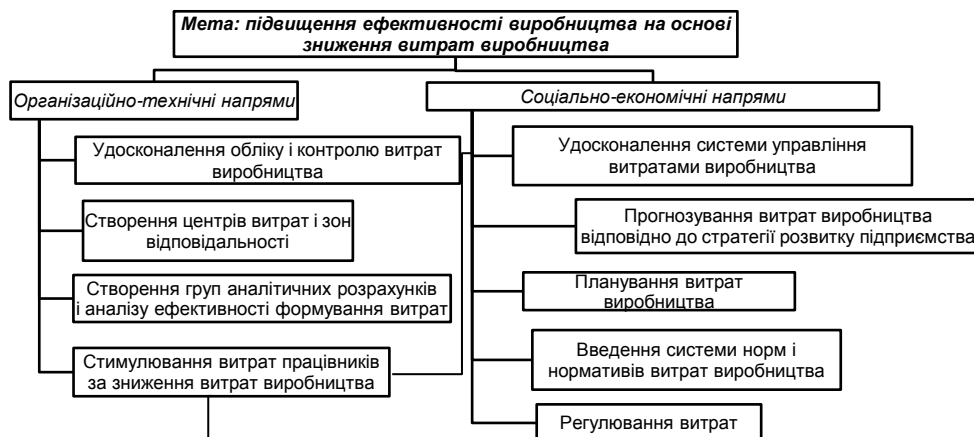 Мета: підвищення ефективності виробництва на основі
зниження витрат виробництва
Організаційно-технічні напрями
Удосконалення обліку і контролю витрат
виробництва
Створення центрів витрат і зон
відповідальності
Створення груп аналітичних розрахунків
і аналізу ефективності формування витрат
Стимулювання витрат працівників
за зниження витрат виробництва
Соціально-економічні напрями
Удосконалення системи управління
витратами виробництва
Прогнозування витрат виробництва
відповідно до стратегії розвитку підприємства
Планування витрат
виробництва
Введення системи норм і
нормативів витрат виробництва
Регулювання витрат